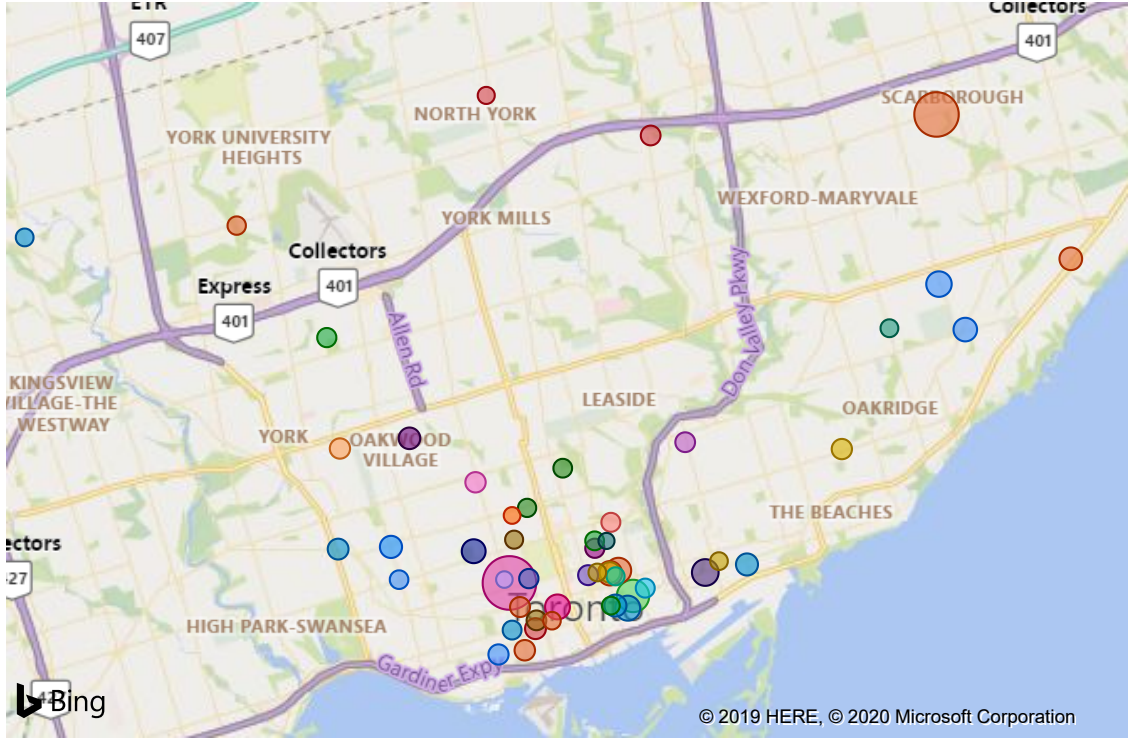 ETR
407
Collectors
401
SCARBOROUGH
NORTH YORK
YORK UNIVERSITY
HEIGHTS
WEXFORD-MARYVALE
YORK MILLS
Collectors
401
Express
401
Don Valley Pkwy
Allen Rd
KINGSVIEW
VILLAGE-THE
WESTWAY
LEASIDE
OAKRIDGE
YORK
OAKWOOD
VILLAGE
THE BEACHES
ectors
427
Toronto
HIGH PARK-SWANSEA
Gardiner Expy
427
Bing
© 2019 HERE, © 2020 Microsoft Corporation